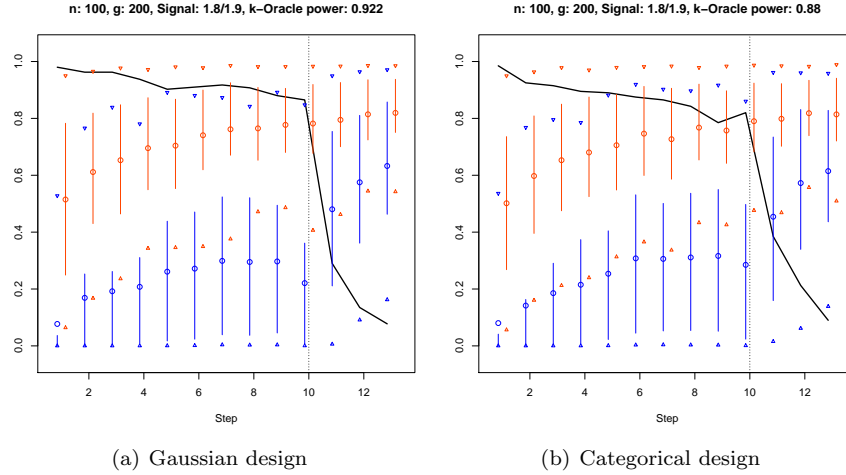 n: 100, g: 200, Signal: 1.8/1.9, k−Oracle power: 0.922
1.0
0.8
0.6
0.4
0.2
0.0
2 4 6 8 10 12
Step
(a) Gaussian design
n: 100, g: 200, Signal: 1.8/1.9, k−Oracle power: 0.88
1.0
0.8
0.6
0.4
0.2
0.0
2 4 6 8 10 12
Step
(b) Categorical design